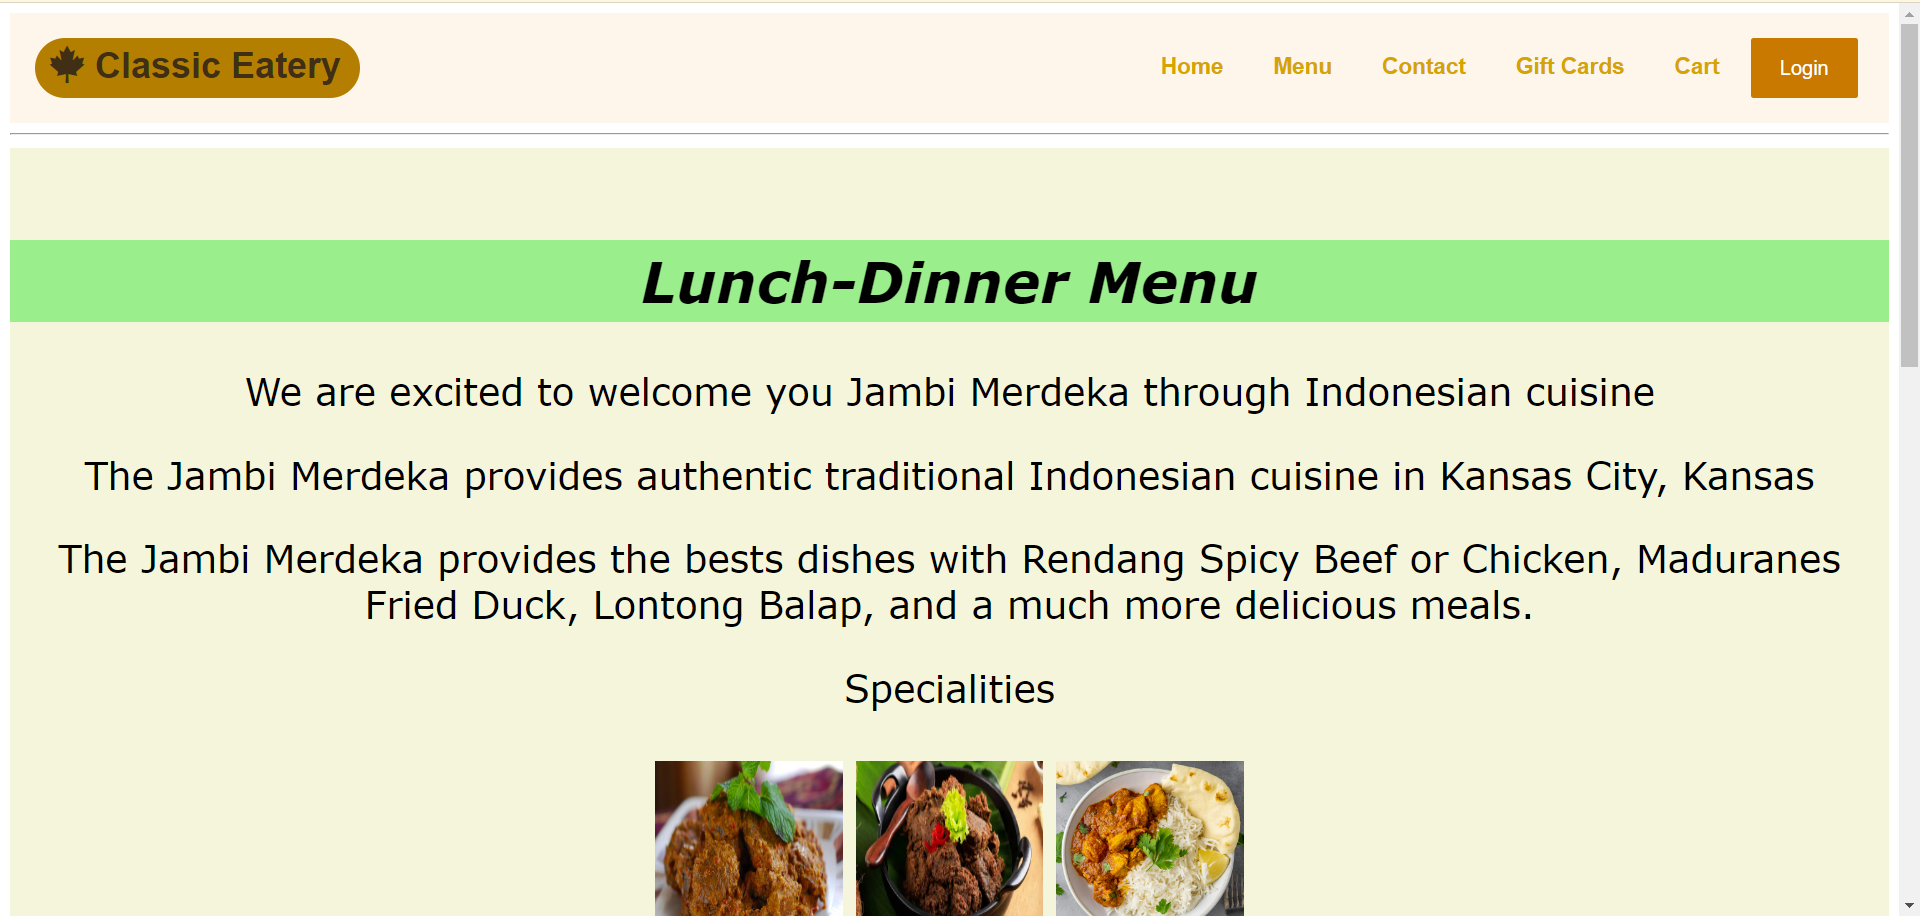 Classic Eatery
Home Menu Contact Gift Cards Cart Login
Lunch-Dinner Menu
We are excited to welcome you Jambi Merdeka through Indonesian cuisine
The Jambi Merdeka provides authentic traditional Indonesian cuisine in Kansas City, Kansas
The Jambi Merdeka provides the bests dishes with Rendang Spicy Beef or Chicken, Maduranes
Fried Duck, Lontong Balap, and a much more delicious meals.
Specialities